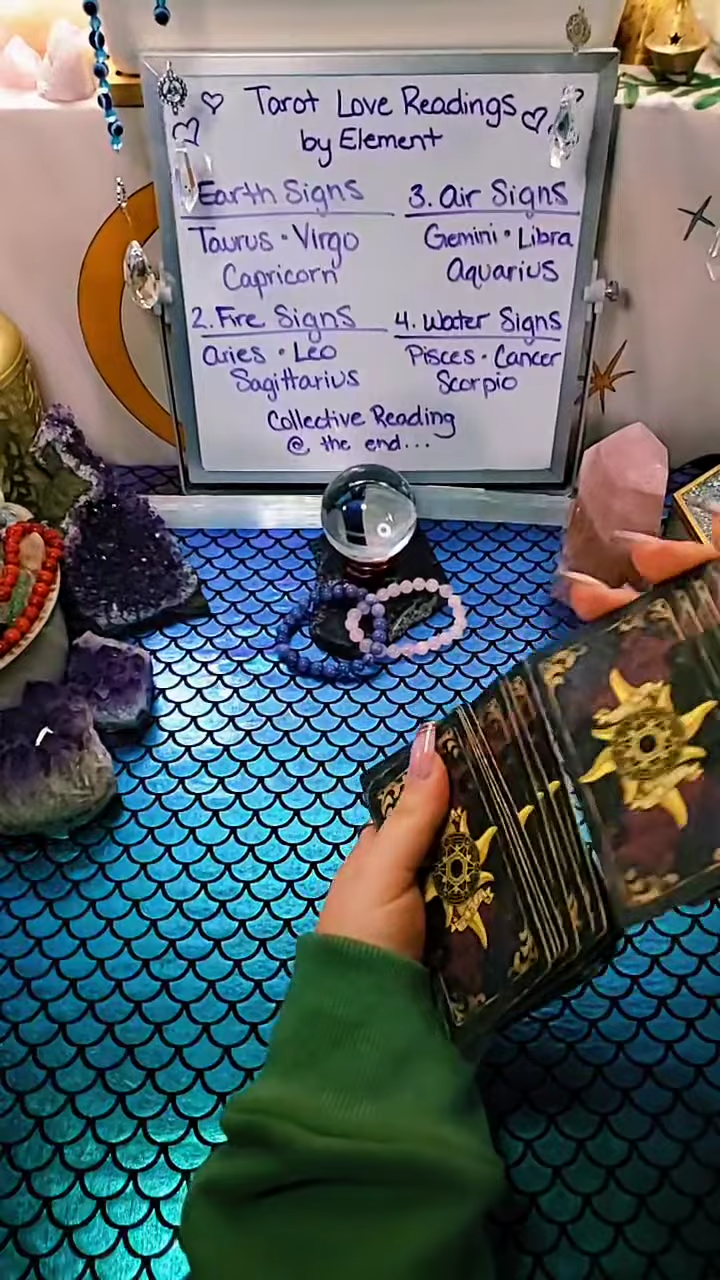 Tarot Love Readings
by Element
Earth Signs
Taurus • Virgo
Capricorn
2. Fire Signs
Aries • Leo
Sagittarius
3. Air Signs
Gemini • Libra
Aquarius
4. Water Signs
Pisces • Cancer
Scorpio
Collective Reading
@ the end...